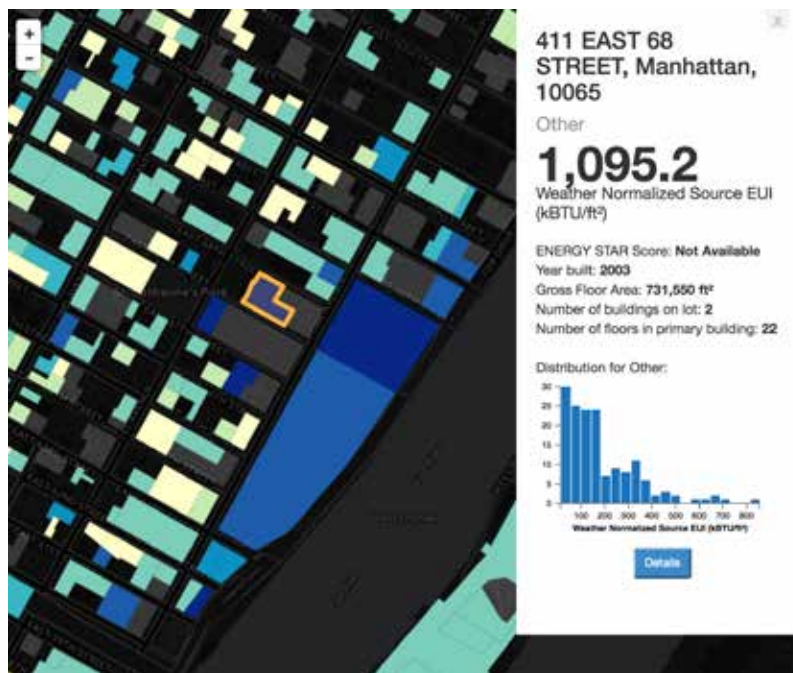 +
-
x
411 EAST 68
STREET, Manhattan,
10065
Other
1,095.2
Weather Normalized Source EUI
(kBTU/ft²)
ENERGY STAR Score: Not Available
Year built: 2003
Gross Floor Area: 731,550 ft²
Number of buildings on lot: 2
Number of floors in primary building: 22
Distribution for Other:
30
25
20
15
10
5
0
100 200 300 400 500 600 700 800
Weather Normalized Source EUI (kBTU/ft²)
Details